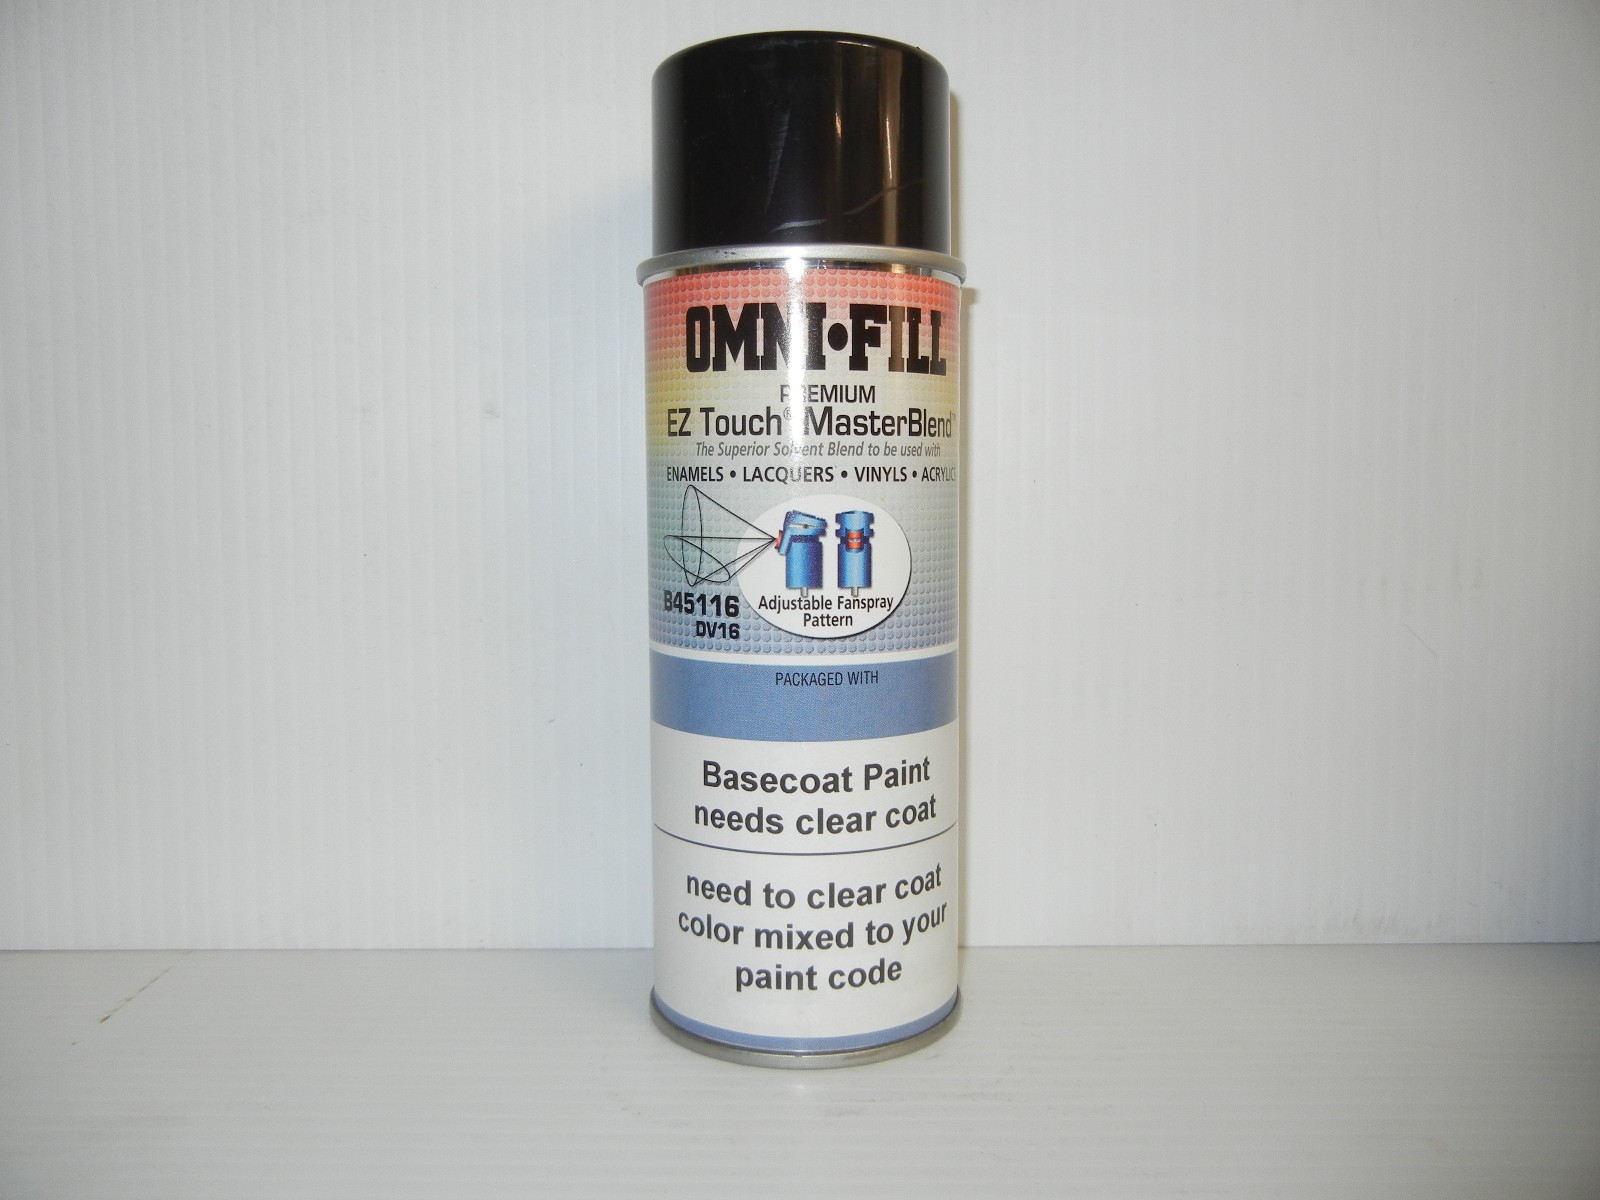 OMNI•FILL
PREMIUM
EZ Touch® MasterBlend™
The Superior Solvent Blend to be used with
ENAMELS • LACQUERS • VINYLS • ACRYLICS
B45116
DV16
Adjustable Fanspray
Pattern
PACKAGED WITH
Basecoat Paint
needs clear coat
need to clear coat
color mixed to your
paint code